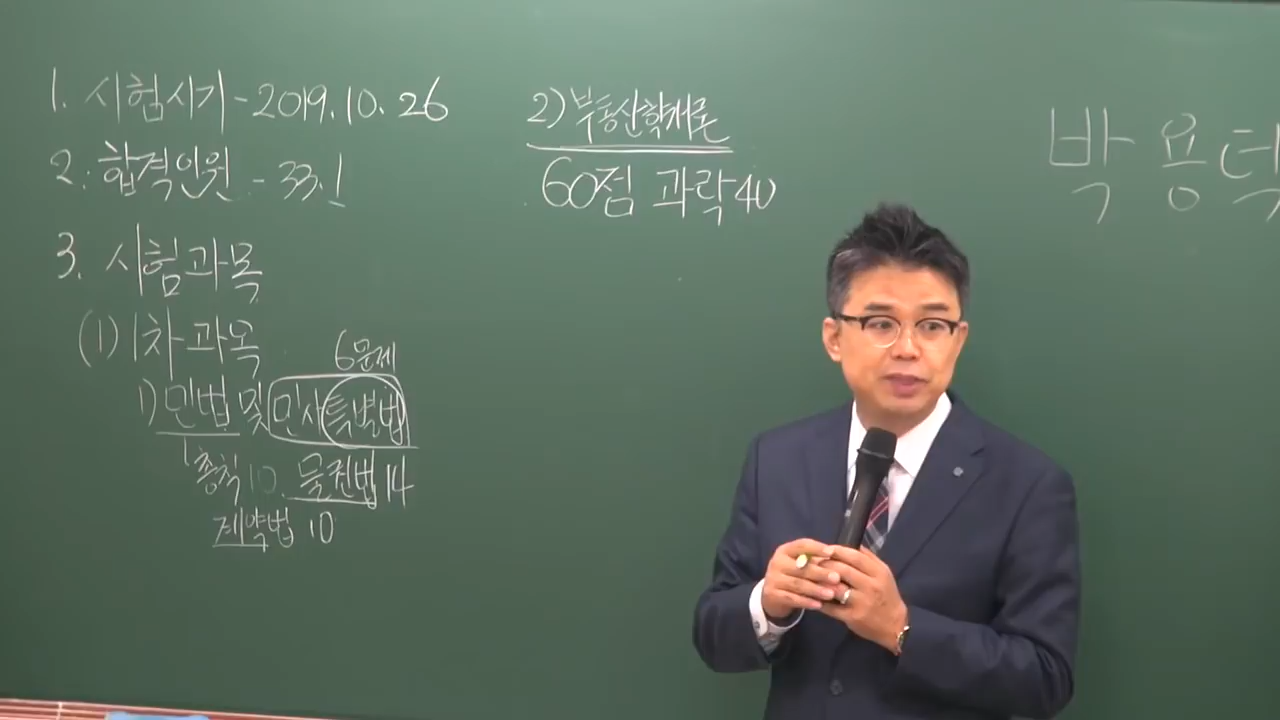 1. 시험시기 - 2019.10.26
2. 합격인원 - 33.1
3. 시험과목
(1) 1차과목
6문제
1) 민법 및 민사특별법
총칙 10. 물권법 14
계약법 10
2) 부동산학개론
60점 과락 40
박용덕